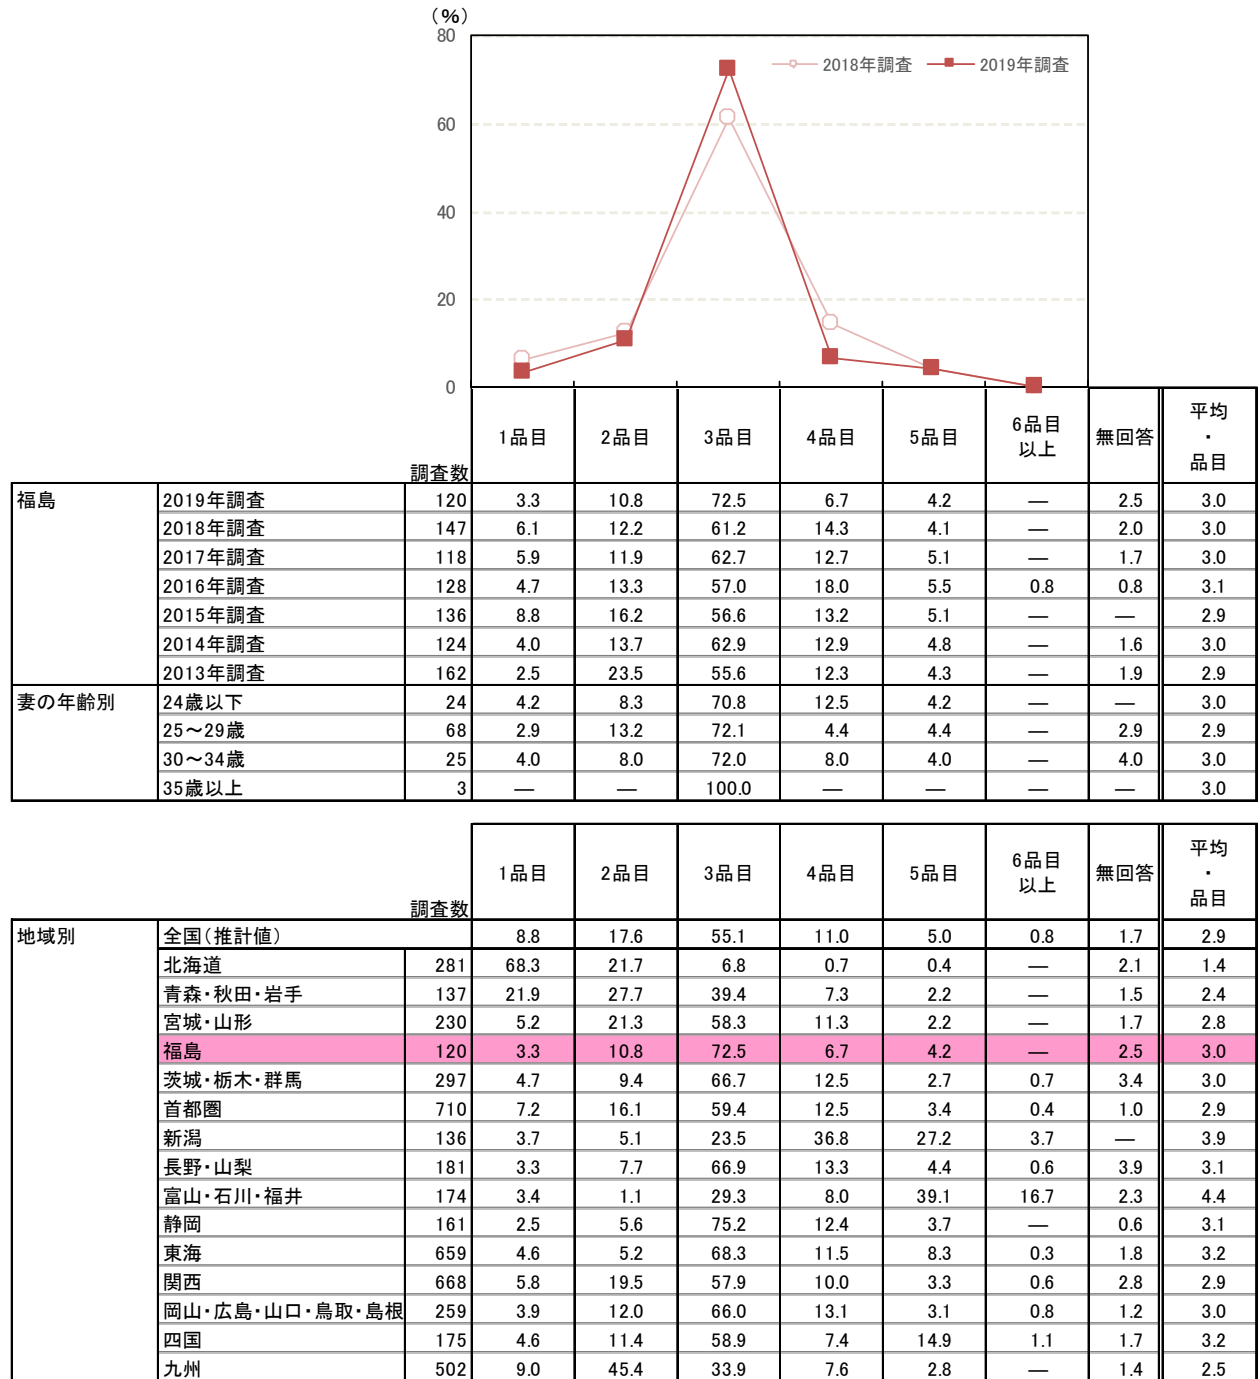 (%)
80
2018年調査 2019年調査
60
40
20
0
調査数 1品目 2品目 3品目 4品目 5品目 6品目以上 無回答 平均・品目
福島 2019年調査 120 3.3 10.8 72.5 6.7 4.2 — 2.5 3.0
2018年調査 147 6.1 12.2 61.2 14.3 4.1 — 2.0 3.0
2017年調査 118 5.9 11.9 62.7 12.7 5.1 — 1.7 3.0
2016年調査 128 4.7 13.3 57.0 18.0 5.5 0.8 0.8 3.1
2015年調査 136 8.8 16.2 56.6 13.2 5.1 — — 2.9
2014年調査 124 4.0 13.7 62.9 12.9 4.8 — 1.6 3.0
2013年調査 162 2.5 23.5 55.6 12.3 4.3 — 1.9 2.9
妻の年齢別 24歳以下 24 4.2 8.3 70.8 12.5 4.2 — — 3.0
25～29歳 68 2.9 13.2 72.1 4.4 4.4 — 2.9 2.9
30～34歳 25 4.0 8.0 72.0 8.0 4.0 — 4.0 3.0
35歳以上 3 — — 100.0 — — — — 3.0
調査数 1品目 2品目 3品目 4品目 5品目 6品目以上 無回答 平均・品目
地域別 全国(推計値) 8.8 17.6 55.1 11.0 5.0 0.8 1.7 2.9
北海道 281 68.3 21.7 6.8 0.7 0.4 — 2.1 1.4
青森・秋田・岩手 137 21.9 27.7 39.4 7.3 2.2 — 1.5 2.4
宮城・山形 230 5.2 21.3 58.3 11.3 2.2 — 1.7 2.8
福島 120 3.3 10.8 72.5 6.7 4.2 — 2.5 3.0
茨城・栃木・群馬 297 4.7 9.4 66.7 12.5 2.7 0.7 3.4 3.0
首都圏 710 7.2 16.1 59.4 12.5 3.4 0.4 1.0 2.9
新潟 136 3.7 5.1 23.5 36.8 27.2 3.7 — 3.9
長野・山梨 181 3.3 7.7 66.9 13.3 4.4 0.6 3.9 3.1
富山・石川・福井 174 3.4 1.1 29.3 8.0 39.1 16.7 2.3 4.4
静岡 161 2.5 5.6 75.2 12.4 3.7 — 0.6 3.1
東海 659 4.6 5.2 68.3 11.5 8.3 0.3 1.8 3.2
関西 668 5.8 19.5 57.9 10.0 3.3 0.6 2.8 2.9
岡山・広島・山口・鳥取・島根 259 3.9 12.0 66.0 13.1 3.1 0.8 1.2 3.0
四国 175 4.6 11.4 58.9 7.4 14.9 1.1 1.7 3.2
九州 502 9.0 45.4 33.9 7.6 2.8 — 1.4 2.5